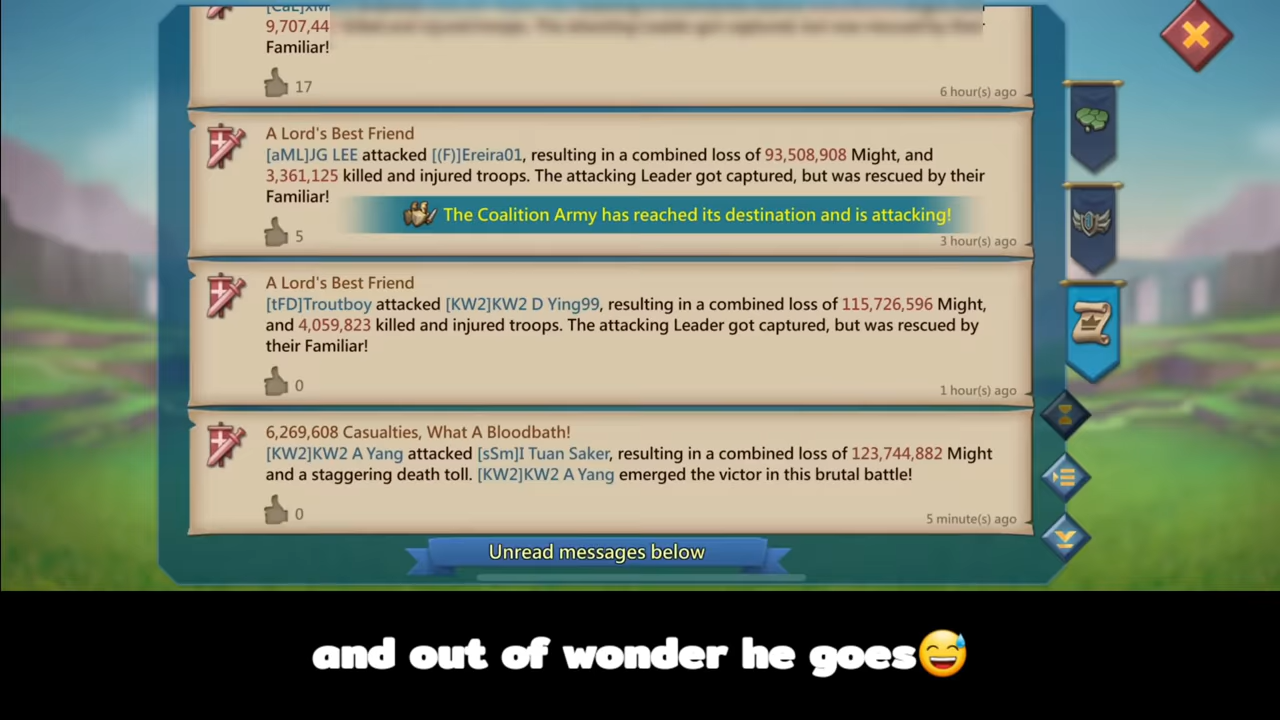 9,707,44
Familiar!
17
6 hour(s) ago
A Lord's Best Friend
[aML]JG LEE attacked [(F)]Ereira01, resulting in a combined loss of 93,508,908 Might, and
3,361,125 killed and injured troops. The attacking Leader got captured, but was rescued by their
Familiar!
The Coalition Army has reached its destination and is attacking!
5
3 hour(s) ago
A Lord's Best Friend
[tFD]Troutboy attacked [KW2]KW2 D Ying99, resulting in a combined loss of 115,726,596 Might,
and 4,059,823 killed and injured troops. The attacking Leader got captured, but was rescued by
their Familiar!
0
1 hour(s) ago
6,269,608 Casualties, What A Bloodbath!
[KW2]KW2 A Yang attacked [sSm]I Tuan Saker, resulting in a combined loss of 123,744,882 Might
and a staggering death toll. [KW2]KW2 A Yang emerged the victor in this brutal battle!
0
5 minute(s) ago
Unread messages below
and out of wonder he goes😅